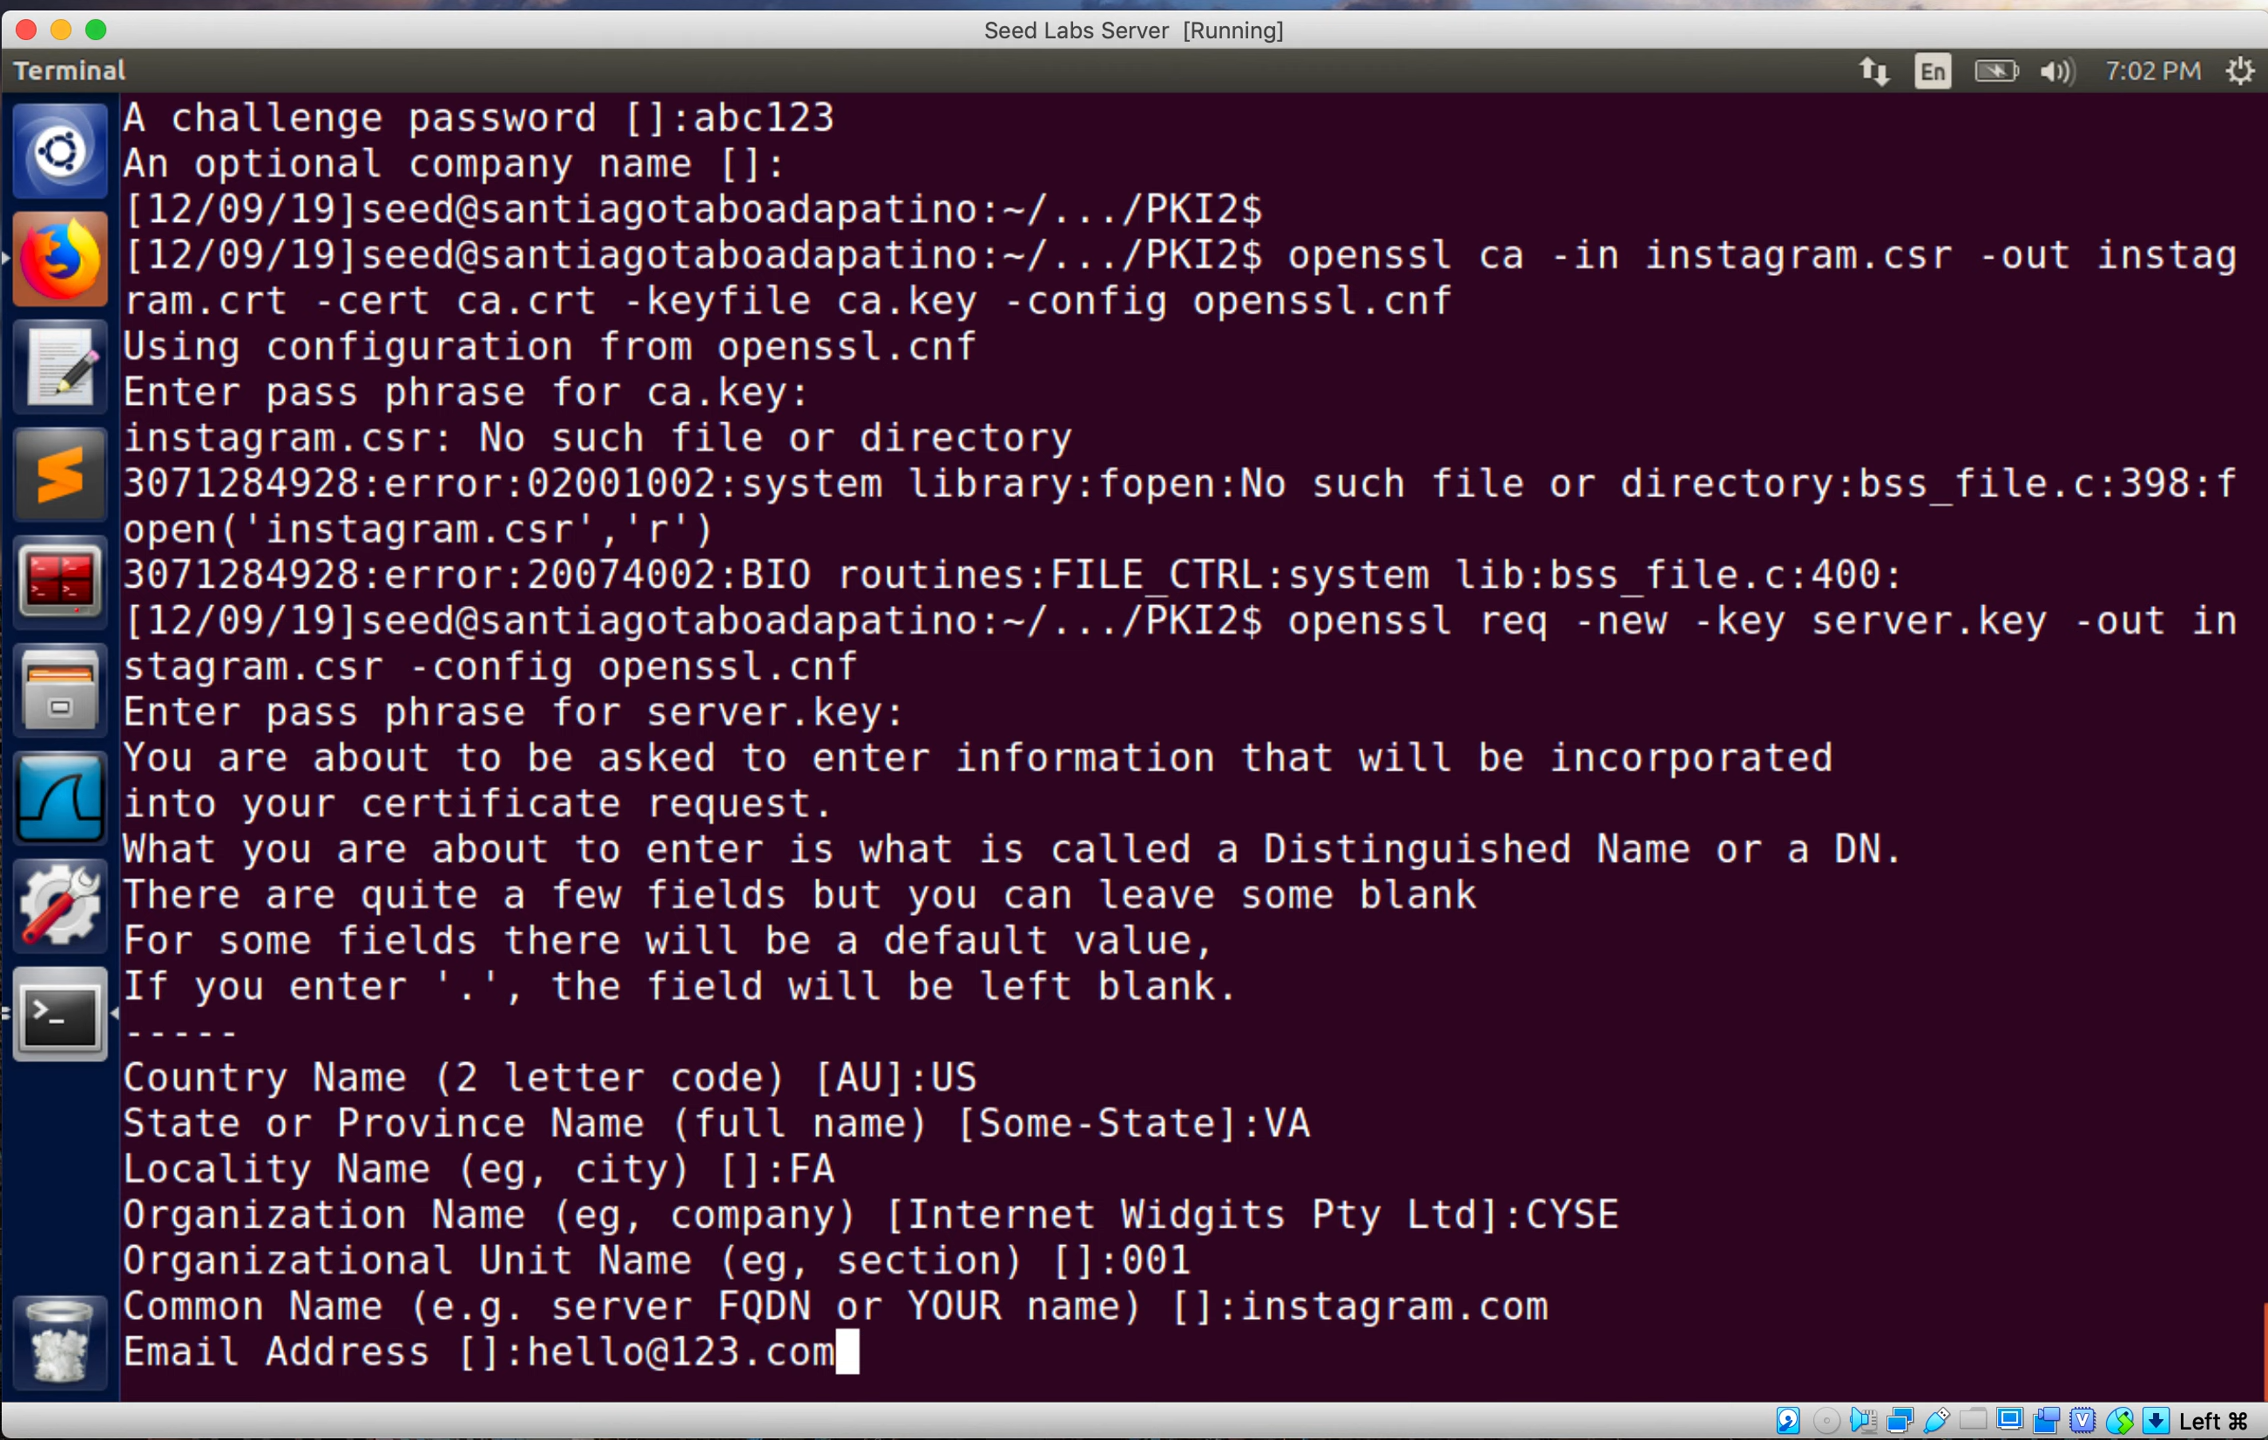 Seed Labs Server [Running]
Terminal
En
7:02 PM
A challenge password []:abc123
An optional company name []:
[12/09/19]seed@santiagotaboadapatino:~/.../PKI2$
[12/09/19]seed@santiagotaboadapatino:~/.../PKI2$ openssl ca -in instagram.csr -out instag
ram.crt -cert ca.crt -keyfile ca.key -config openssl.cnf
Using configuration from openssl.cnf
Enter pass phrase for ca.key:
instagram.csr: No such file or directory
3071284928:error:02001002:system library:fopen:No such file or directory:bss_file.c:398:f
open('instagram.csr','r')
3071284928:error:20074002:BIO routines:FILE_CTRL:system lib:bss_file.c:400:
[12/09/19]seed@santiagotaboadapatino:~/.../PKI2$ openssl req -new -key server.key -out in
stagram.csr -config openssl.cnf
Enter pass phrase for server.key:
You are about to be asked to enter information that will be incorporated
into your certificate request.
What you are about to enter is what is called a Distinguished Name or a DN.
There are quite a few fields but you can leave some blank
For some fields there will be a default value,
If you enter '.', the field will be left blank.
-----
Country Name (2 letter code) [AU]:US
State or Province Name (full name) [Some-State]:VA
Locality Name (eg, city) []:FA
Organization Name (eg, company) [Internet Widgits Pty Ltd]:CYSE
Organizational Unit Name (eg, section) []:001
Common Name (e.g. server FQDN or YOUR name) []:instagram.com
Email Address []:hello@123.com
Left ⌘